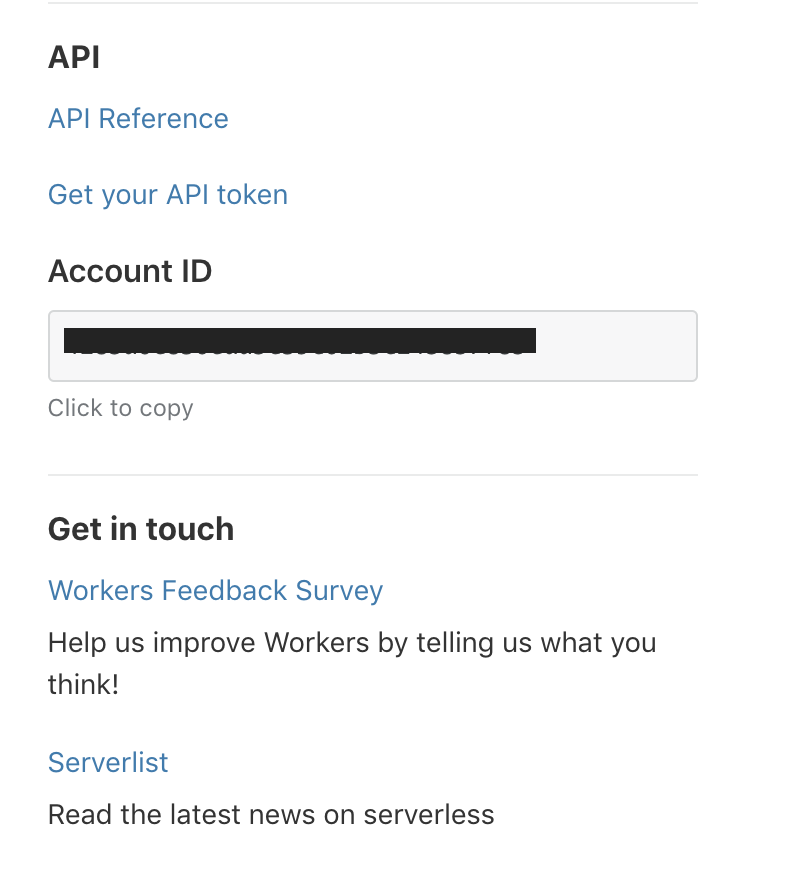 API
API Reference
Get your API token
Account ID
Click to copy
Get in touch
Workers Feedback Survey
Help us improve Workers by telling us what you
think!
Serverlist
Read the latest news on serverless